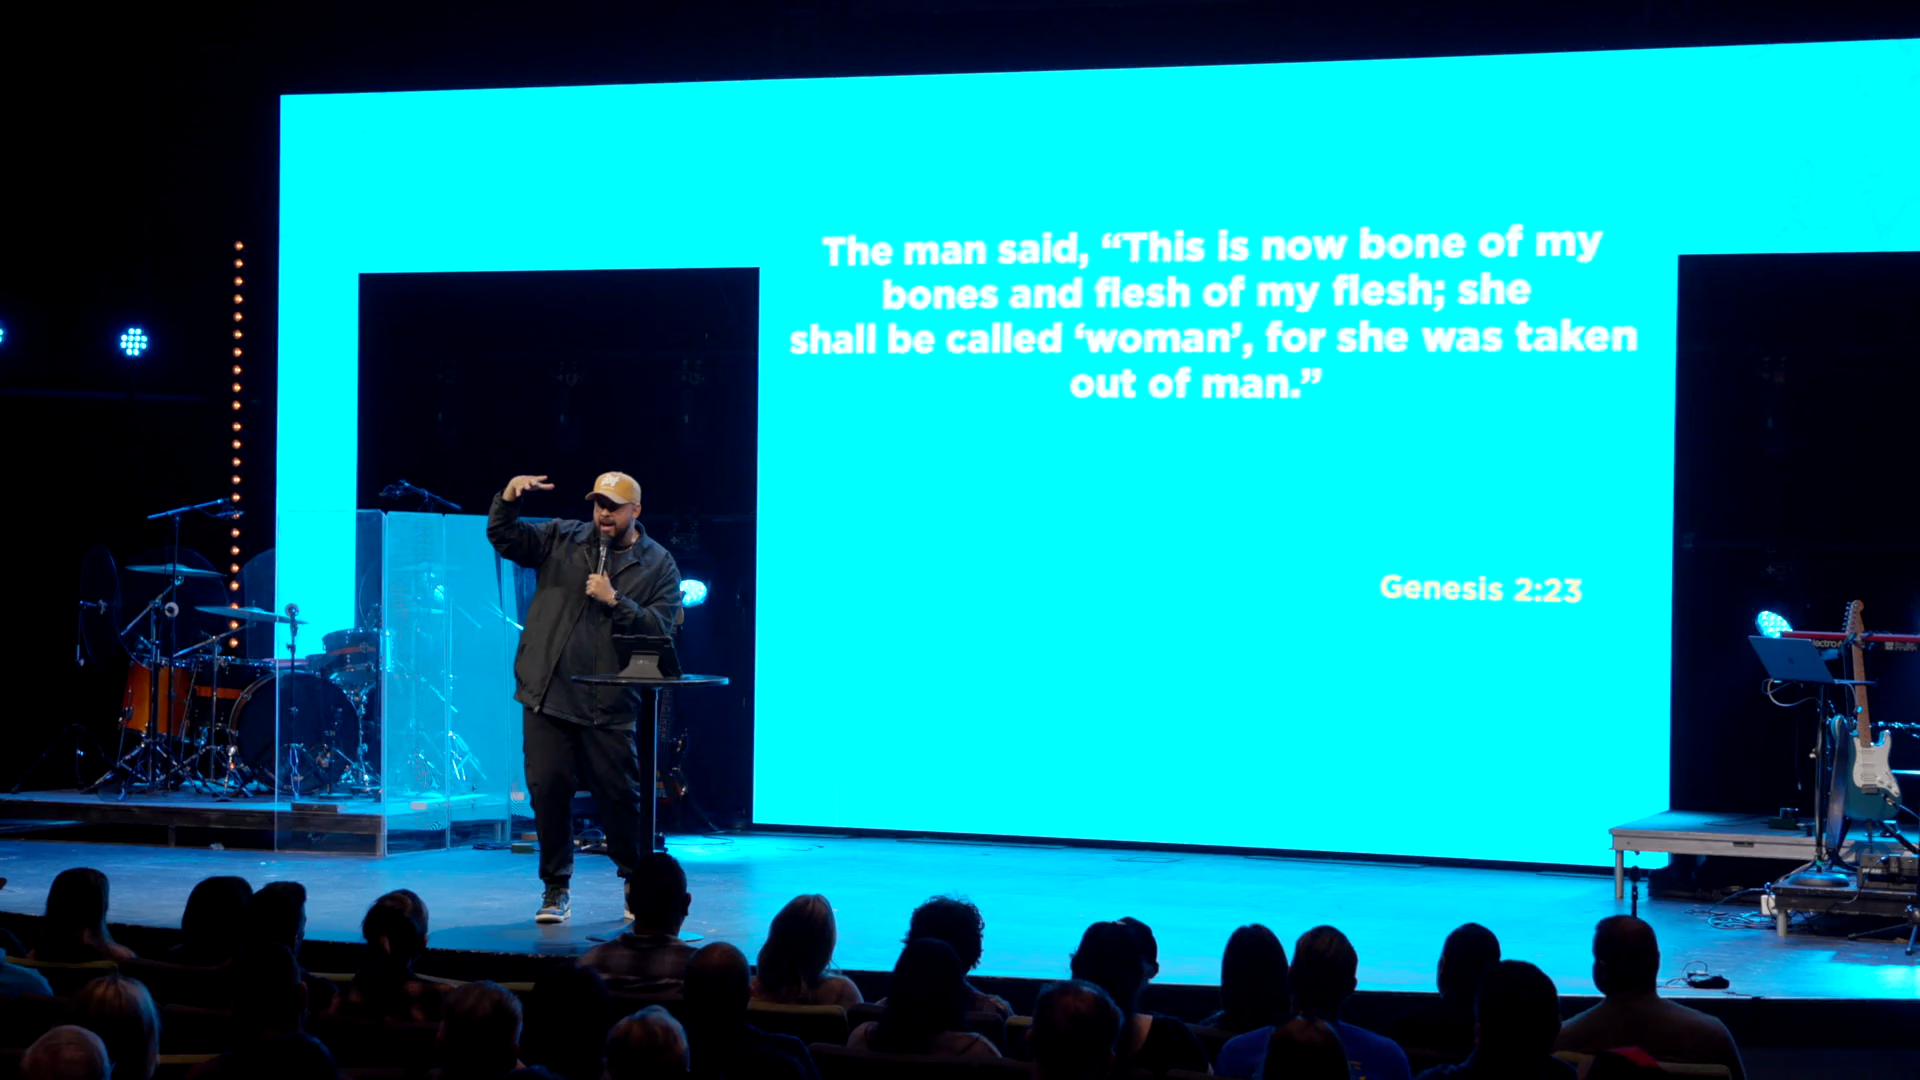 The man said, “This is now bone of my
bones and flesh of my flesh; she
shall be called ‘woman’, for she was taken
out of man.”
Genesis 2:23